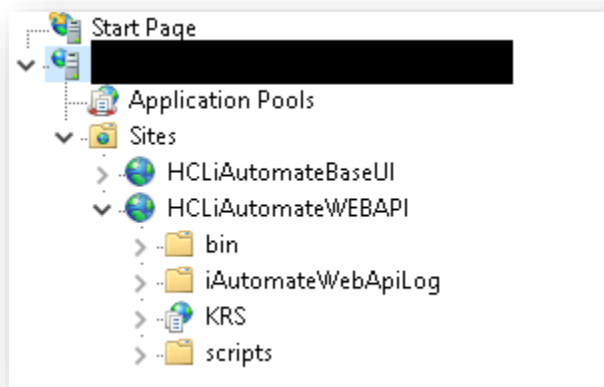 Start Page
Application Pools
Sites
HCLiAutomateBaseUI
HCLiAutomateWEBAPI
bin
iAutomateWebApiLog
KRS
scripts